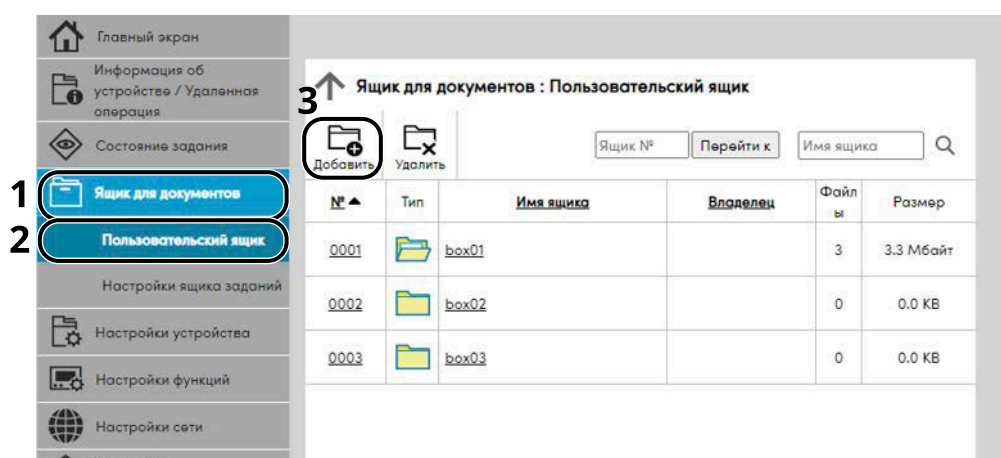 Главный экран
Информация об
устройстве / Удаленная
операция
Состояние задания
1
Ящик для документов
2
Пользовательский ящик
Настройки ящика заданий
Настройки устройства
Настройки функций
Настройки сети
Ящик для документов : Пользовательский ящик
3
Добавить
Удалить
Ящик №
Перейти к
Имя ящика
№ ▲ Тип Имя ящика Владелец Файл
ы Размер
0001 box01 3 3.3 Мбайт
0002 box02 0 0.0 KB
0003 box03 0 0.0 KB